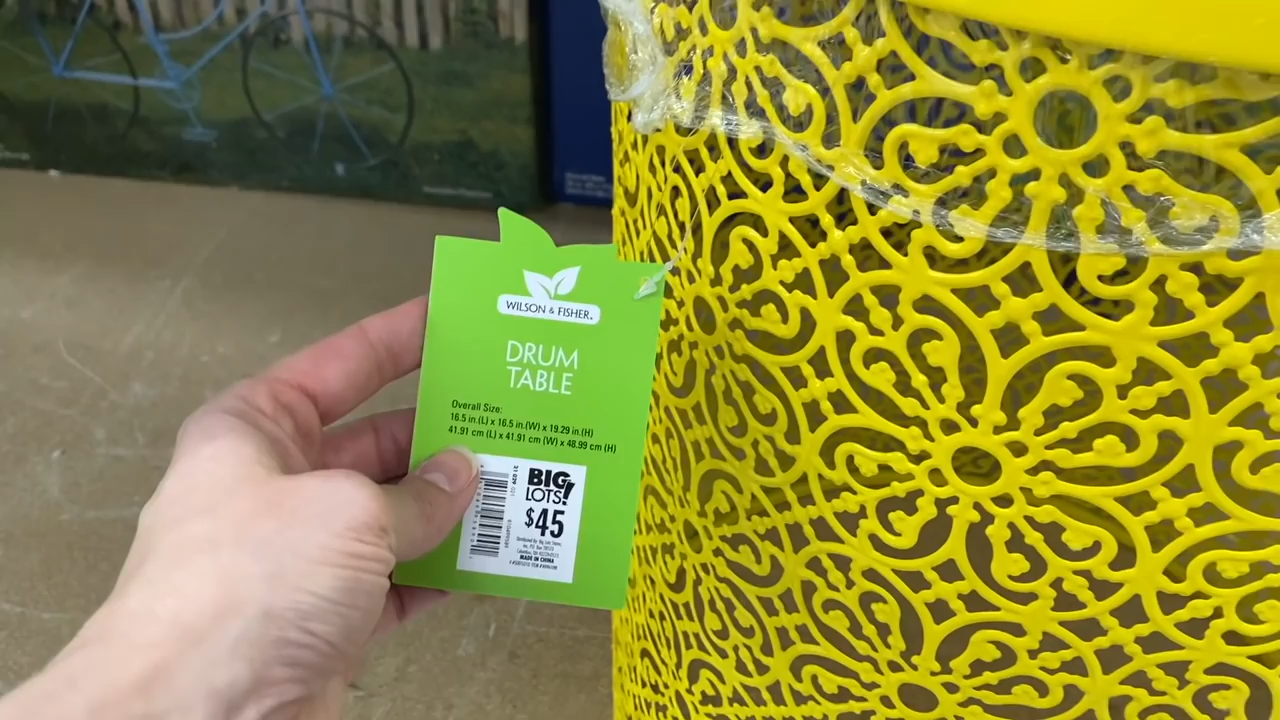 WILSON & FISHER.
DRUM
TABLE
Overall Size:
16.5 in.(L) x 16.5 in.(W) x 19.29 in.(H)
41.91 cm (L) x 41.91 cm (W) x 48.99 cm (H)
BIG
LOTS!
$45
MADE IN CHINA